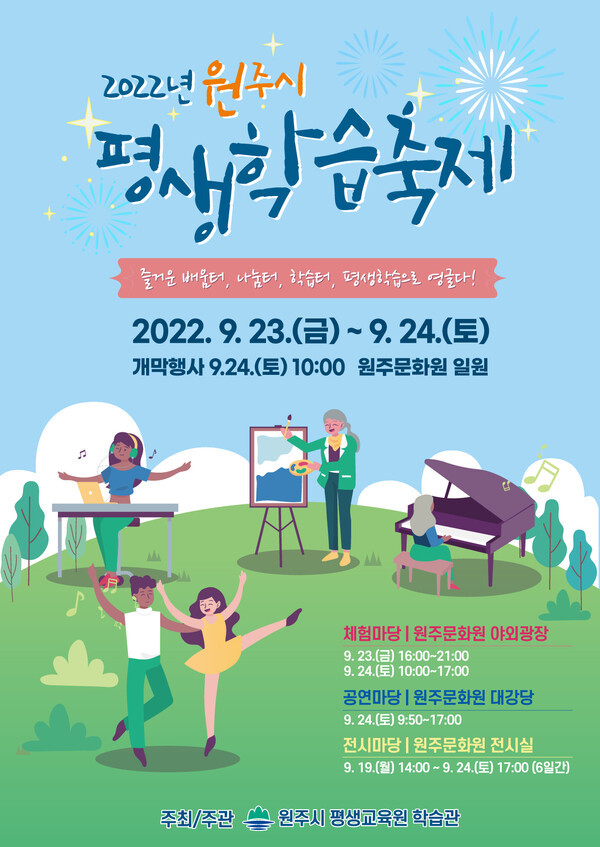 2022년 원주시
평생학습축제
즐거운 배움터, 나눔터, 학습터, 평생학습으로 영글다!
2022. 9. 23.(금) ~ 9. 24.(토)
개막행사 9.24.(토) 10:00 원주문화원 일원
체험마당 | 원주문화원 야외광장
9. 23.(금) 16:00~21:00
9. 24.(토) 10:00~17:00
공연마당 | 원주문화원 대강당
9. 24.(토) 9:50~17:00
전시마당 | 원주문화원 전시실
9. 19.(월) 14:00 ~ 9. 24.(토) 17:00 (6일간)
주최/주관 원주시 평생교육원 학습관